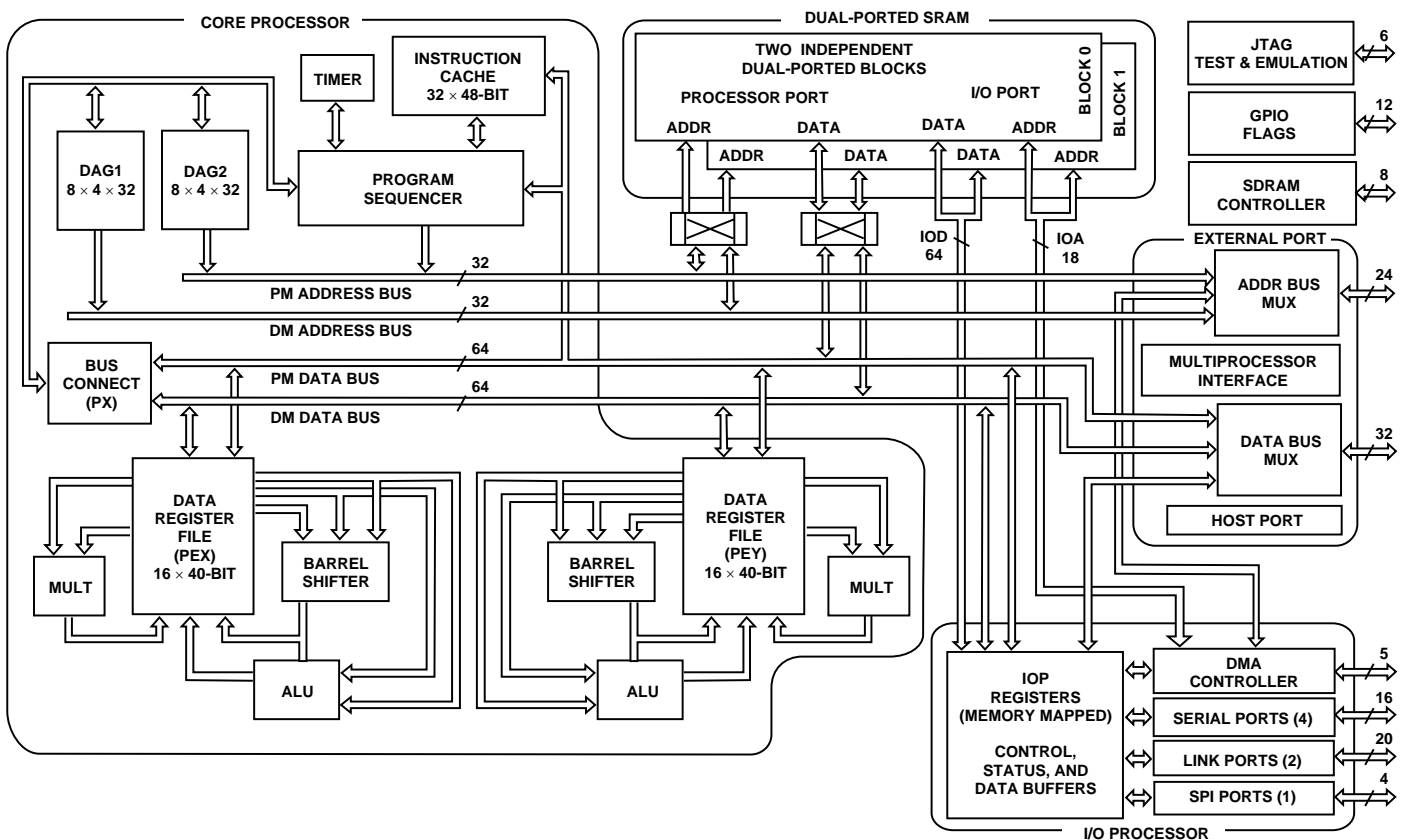 CORE PROCESSOR
TIMER
INSTRUCTION
CACHE
32 × 48-BIT
DAG1
8 × 4 × 32
DAG2
8 × 4 × 32
PROGRAM
SEQUENCER
DUAL-PORTED SRAM
TWO INDEPENDENT
DUAL-PORTED BLOCKS
PROCESSOR PORT
I/O PORT
BLOCK 0
BLOCK 1
ADDR
DATA
DATA
ADDR
ADDR
DATA
DATA
ADDR
JTAG
TEST & EMULATION
6
GPIO
FLAGS
12
SDRAM
CONTROLLER
8
IOD
64
IOA
18
EXTERNAL PORT
ADDR BUS
MUX
24
MULTIPROCESSOR
INTERFACE
DATA BUS
MUX
32
HOST PORT
32
PM ADDRESS BUS
32
DM ADDRESS BUS
BUS
CONNECT
(PX)
64
PM DATA BUS
64
DM DATA BUS
MULT
DATA
REGISTER
FILE
(PEX)
16 × 40-BIT
BARREL
SHIFTER
ALU
BARREL
SHIFTER
DATA
REGISTER
FILE
(PEY)
16 × 40-BIT
MULT
ALU
IOP
REGISTERS
(MEMORY MAPPED)
CONTROL,
STATUS, AND
DATA BUFFERS
DMA
CONTROLLER
5
SERIAL PORTS (4)
16
LINK PORTS (2)
20
SPI PORTS (1)
4
I/O PROCESSOR